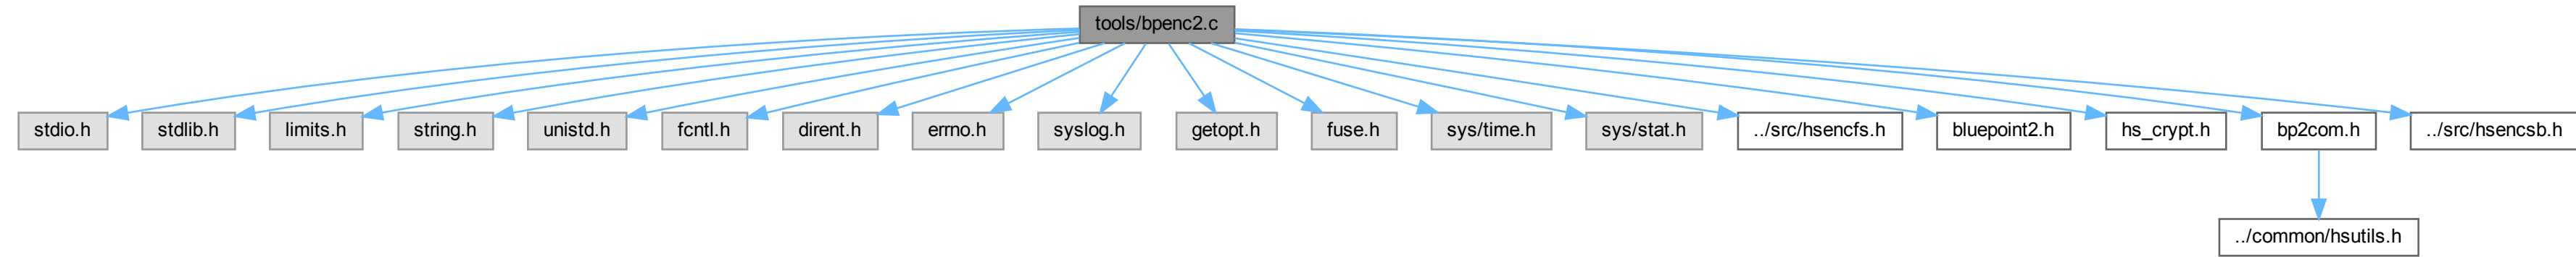 tools/bpenc2.c
stdio.h
stdlib.h
limits.h
string.h
unistd.h
fcntl.h
dirent.h
errno.h
syslog.h
getopt.h
fuse.h
sys/time.h
sys/stat.h
../src/hsencfs.h
bluepoint2.h
hs_crypt.h
bp2com.h
../src/hsencsb.h
../common/hsutils.h